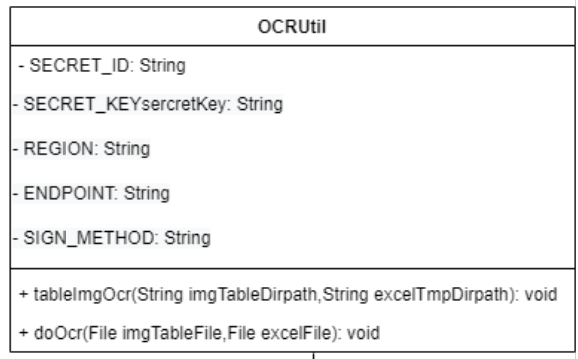 OCRUtil
- SECRET_ID: String
- SECRET_KEYsercretKey: String
- REGION: String
- ENDPOINT: String
- SIGN_METHOD: String
+ tableImgOcr(String imgTableDirpath,String excelTmpDirpath): void
+ doOcr(File imgTableFile,File excelFile): void